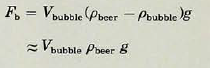 F_b = V_bubble(ρ_beer − ρ_bubble)g
≈ V_bubble ρ_beer g